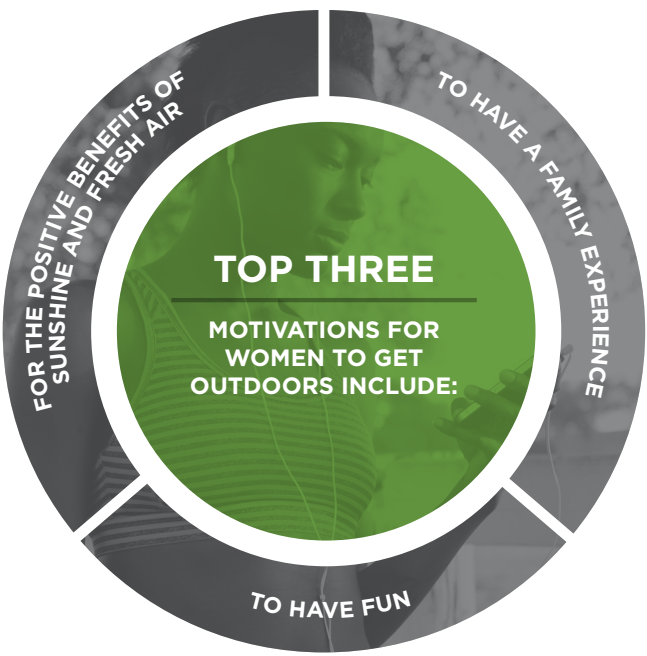 TOP THREE
MOTIVATIONS FOR
WOMEN TO GET
OUTDOORS INCLUDE:
FOR THE POSITIVE BENEFITS OF
SUNSHINE AND FRESH AIR
TO HAVE A FAMILY EXPERIENCE
TO HAVE FUN